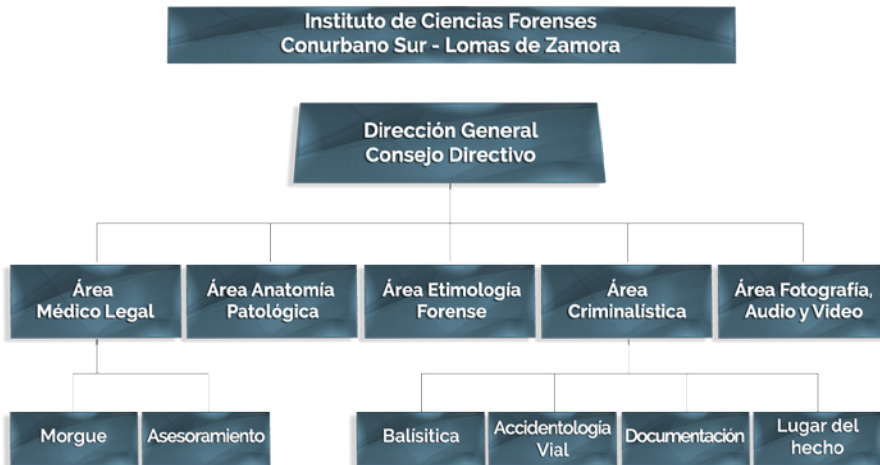 Instituto de Ciencias Forenses
Conurbano Sur - Lomas de Zamora
Dirección General
Consejo Directivo
Área
Médico Legal
Área Anatomía
Patológica
Área Etimología
Forense
Área
Criminalística
Área Fotografía,
Audio y Video
Morgue
Asesoramiento
Balísitica
Accidentología
Vial
Documentación
Lugar del
hecho